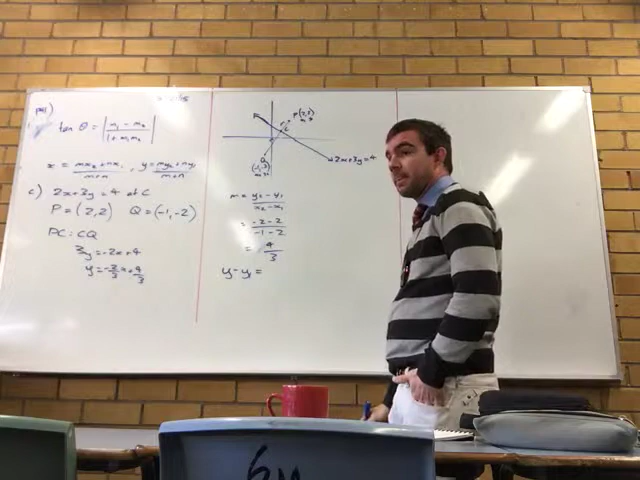 tan θ = |m₁ - m₂ / 1+m₁m₂|
x = mx₂+nx₁ / m+n , y = my₂+ny₁ / m+n
c) 2x+3y=4 at C
P = (2,2) Q = (-1,-2)
PC : CQ
3y = -2x+4
y = -2/3 x + 4/3
P(2,2)
C
Q
2x+3y=4
m = y₂-y₁ / x₂-x₁
= -2-2 / -1-2
= 4/3
y-y₁ =